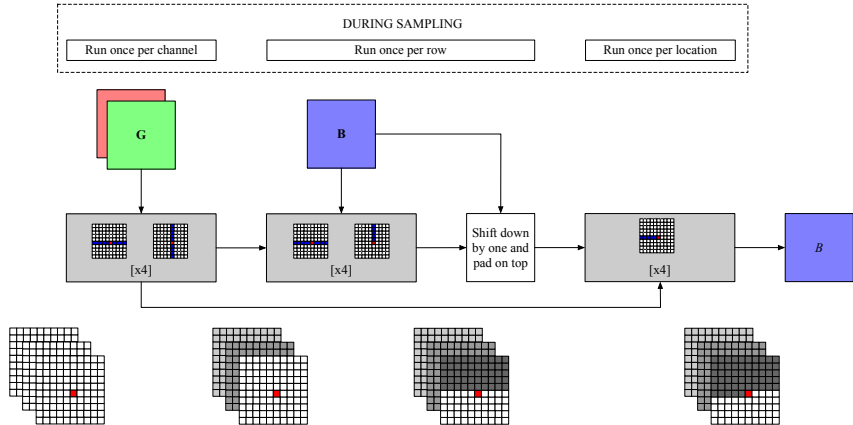 DURING SAMPLING
Run once per channel
Run once per row
Run once per location
G
B
Shift down
by one and
pad on top
[x4]
[x4]
[x4]
B